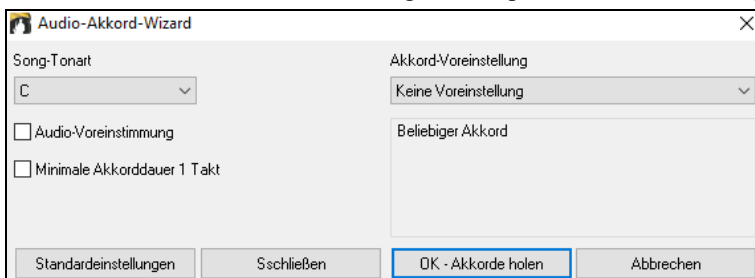 Audio-Akkord-Wizard
Song-Tonart
Akkord-Voreinstellung
C
Keine Voreinstellung
Audio-Voreinstimmung
Beliebiger Akkord
Minimale Akkorddauer 1 Takt
Standardeinstellungen
Sschließen
OK - Akkorde holen
Abbrechen